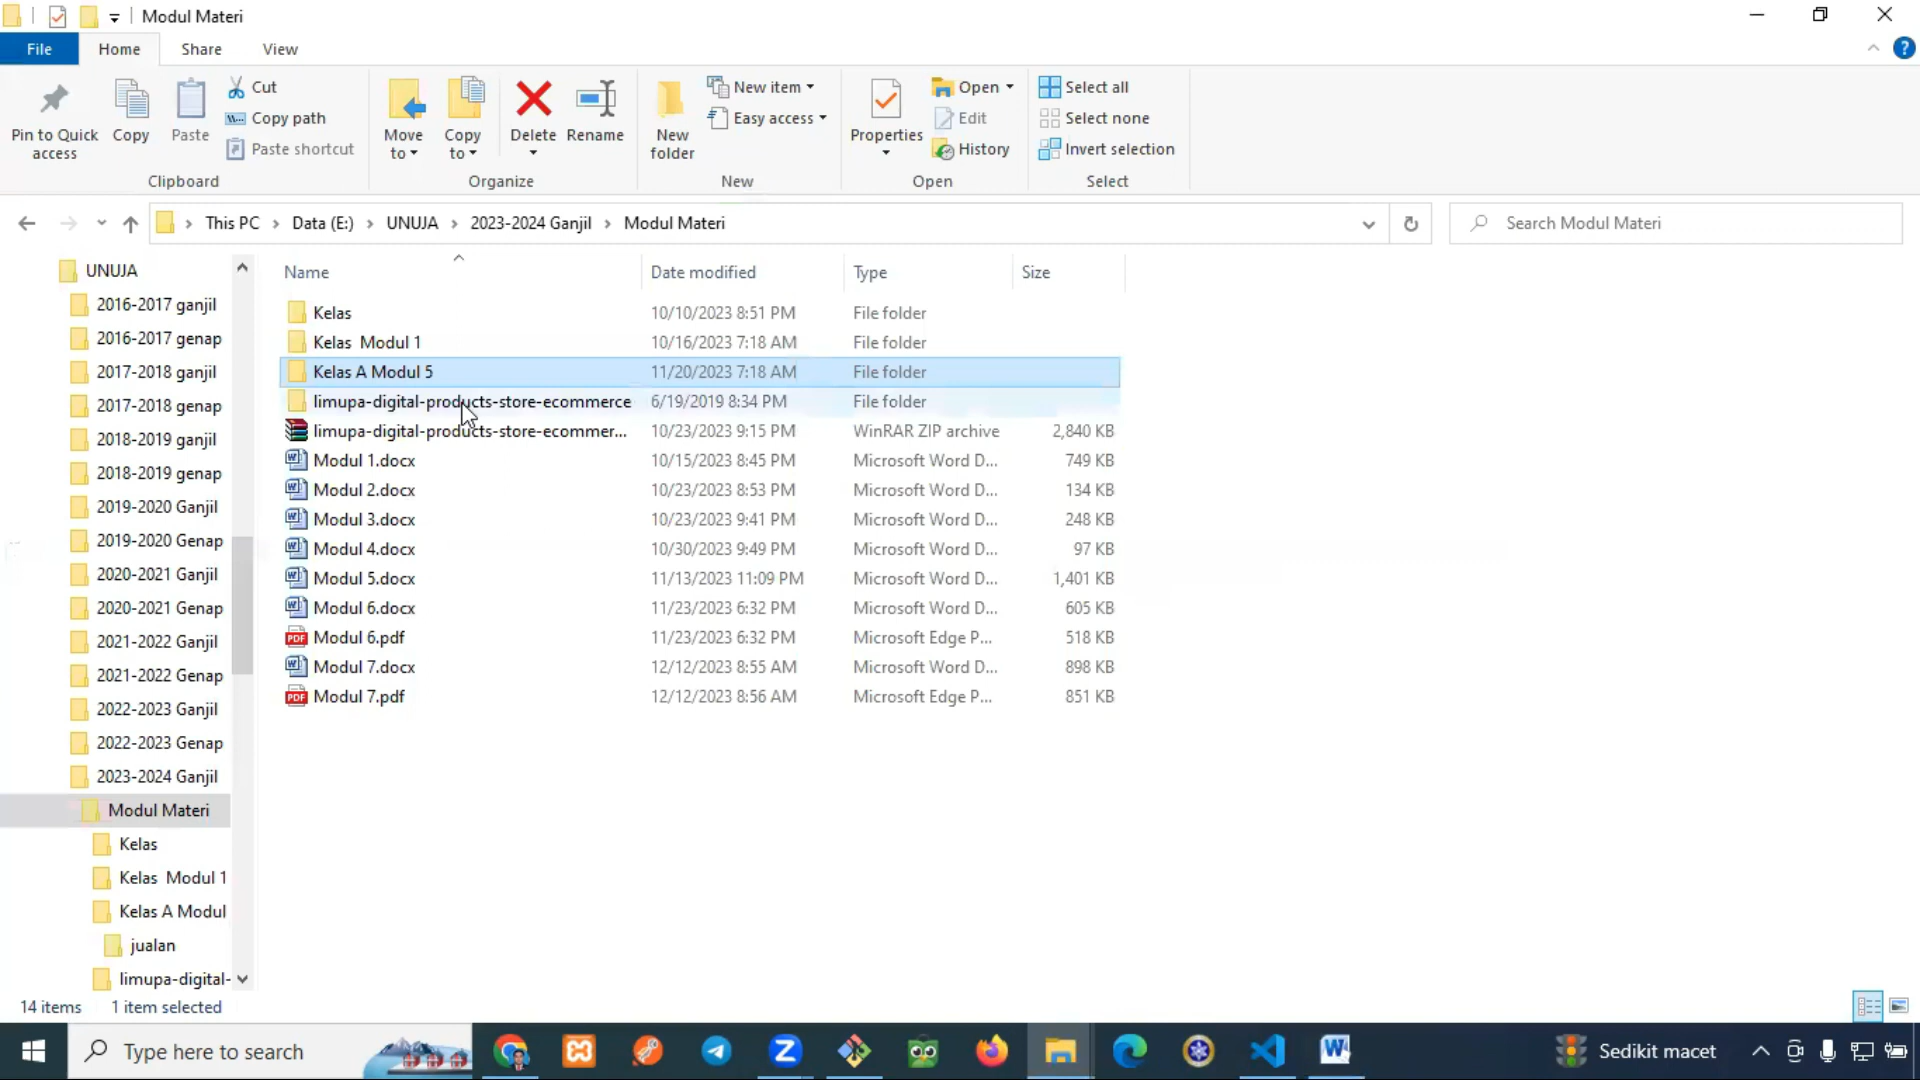 Modul Materi
File Home Share View
Pin to Quick access
Copy
Paste
Cut
Copy path
Paste shortcut
Clipboard
Move to
Copy to
Delete
Rename
Organize
New folder
New item
Easy access
New
Properties
Open
Edit
History
Open
Select all
Select none
Invert selection
Select
This PC > Data (E:) > UNUJA > 2023-2024 Ganjil > Modul Materi
Search Modul Materi
UNUJA
2016-2017 ganjil
2016-2017 genap
2017-2018 ganjil
2017-2018 genap
2018-2019 ganjil
2018-2019 genap
2019-2020 Ganjil
2019-2020 Genap
2020-2021 Ganjil
2020-2021 Genap
2021-2022 Ganjil
2021-2022 Genap
2022-2023 Ganjil
2022-2023 Genap
2023-2024 Ganjil
Modul Materi
Kelas
Kelas  Modul 1
Kelas A Modul
jualan
limupa-digital-
Name Date modified Type Size
Kelas 10/10/2023 8:51 PM File folder
Kelas  Modul 1 10/16/2023 7:18 AM File folder
Kelas A Modul 5 11/20/2023 7:18 AM File folder
limupa-digital-products-store-ecommerce 6/19/2019 8:34 PM File folder
limupa-digital-products-store-ecommer... 10/23/2023 9:15 PM WinRAR ZIP archive 2,840 KB
Modul 1.docx 10/15/2023 8:45 PM Microsoft Word D... 749 KB
Modul 2.docx 10/23/2023 8:53 PM Microsoft Word D... 134 KB
Modul 3.docx 10/23/2023 9:41 PM Microsoft Word D... 248 KB
Modul 4.docx 10/30/2023 9:49 PM Microsoft Word D... 97 KB
Modul 5.docx 11/13/2023 11:09 PM Microsoft Word D... 1,401 KB
Modul 6.docx 11/23/2023 6:32 PM Microsoft Word D... 605 KB
Modul 6.pdf 11/23/2023 6:32 PM Microsoft Edge P... 518 KB
Modul 7.docx 12/12/2023 8:55 AM Microsoft Word D... 898 KB
Modul 7.pdf 12/12/2023 8:56 AM Microsoft Edge P... 851 KB
14 items 1 item selected
Type here to search
Sedikit macet